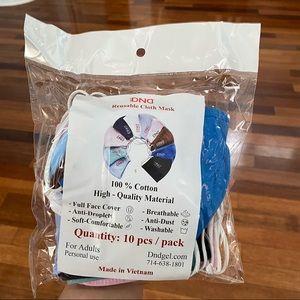 DND
Reusable Cloth Mask
100 % Cotton
High - Quality Material
- Full Face Cover
- Anti-Droplet
- Soft-Comfortable
- Breathable
- Anti-Dust
- Washable
Quantity: 10 pcs / pack
For Adults
Personal use
Dndgel.com
714-638-1801
Made in Vietnam